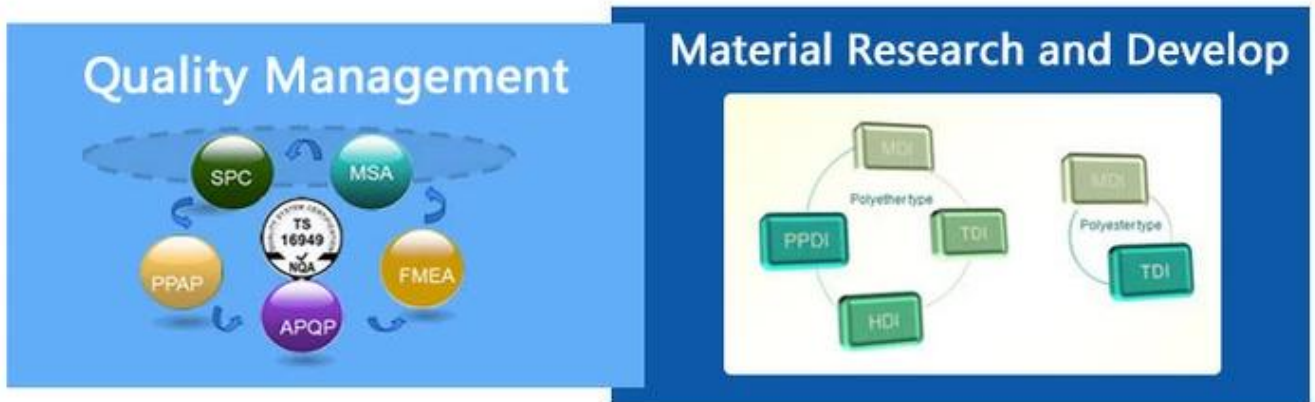 Quality Management
SPC
MSA
TS
16949
NQA
PPAP
FMEA
APQP
Material Research and Develop
MDI
Polyether type
PPDI
TDI
HDI
MDI
Polyester type
TDI